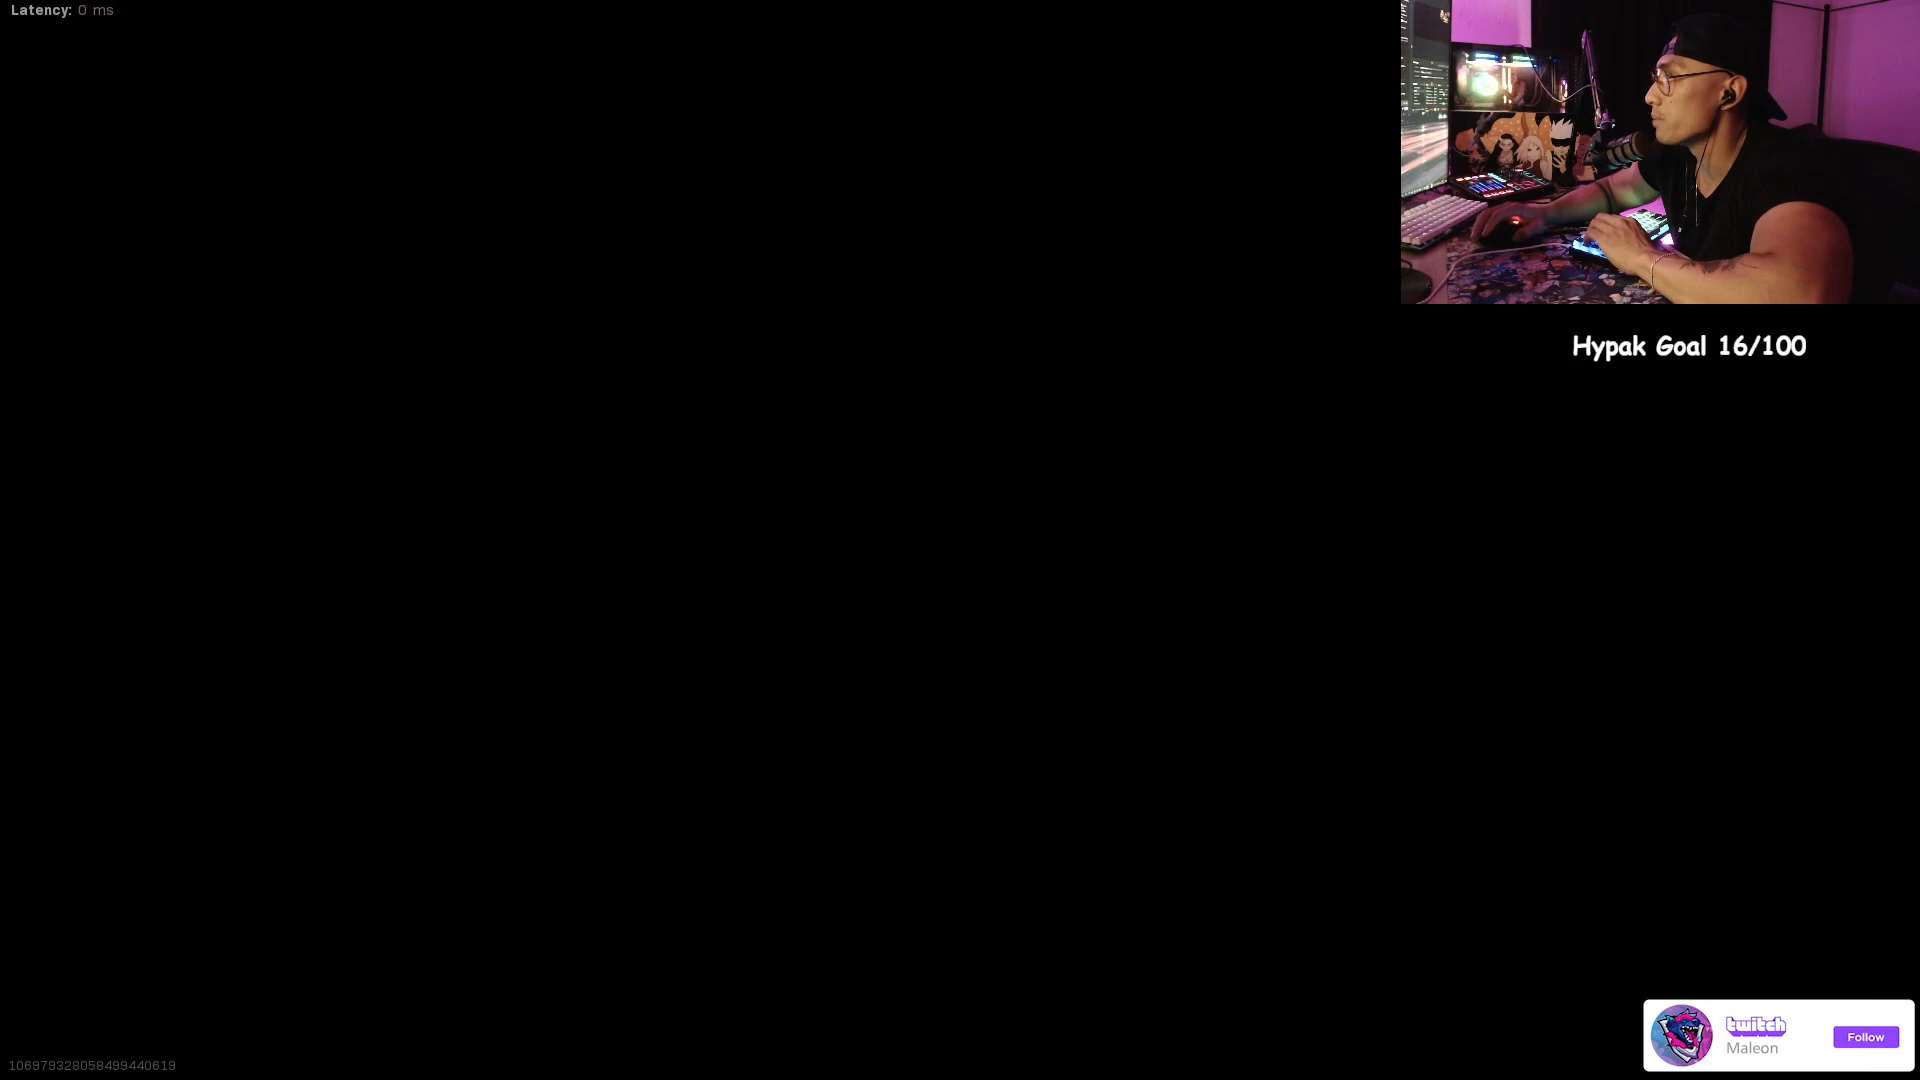 Latency: 0 ms
Hypak Goal 16/100
twitch
Maleon
Follow
106979328058499440619